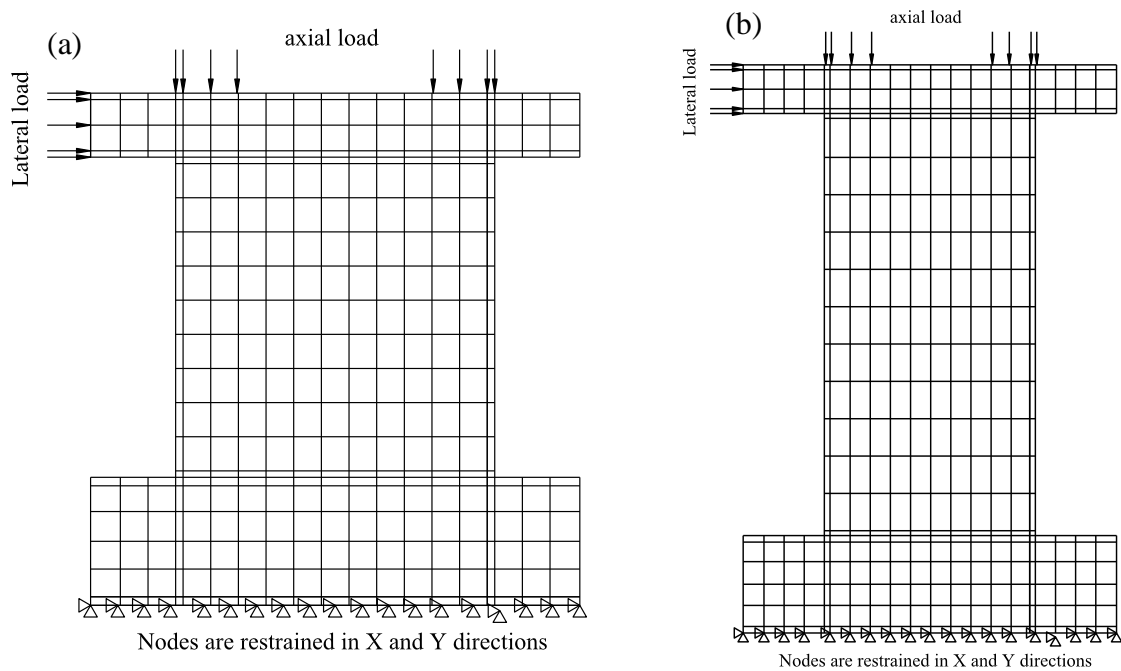 (a)
axial load
Lateral load
Nodes are restrained in X and Y directions
(b)
axial load
Lateral load
Nodes are restrained in X and Y directions